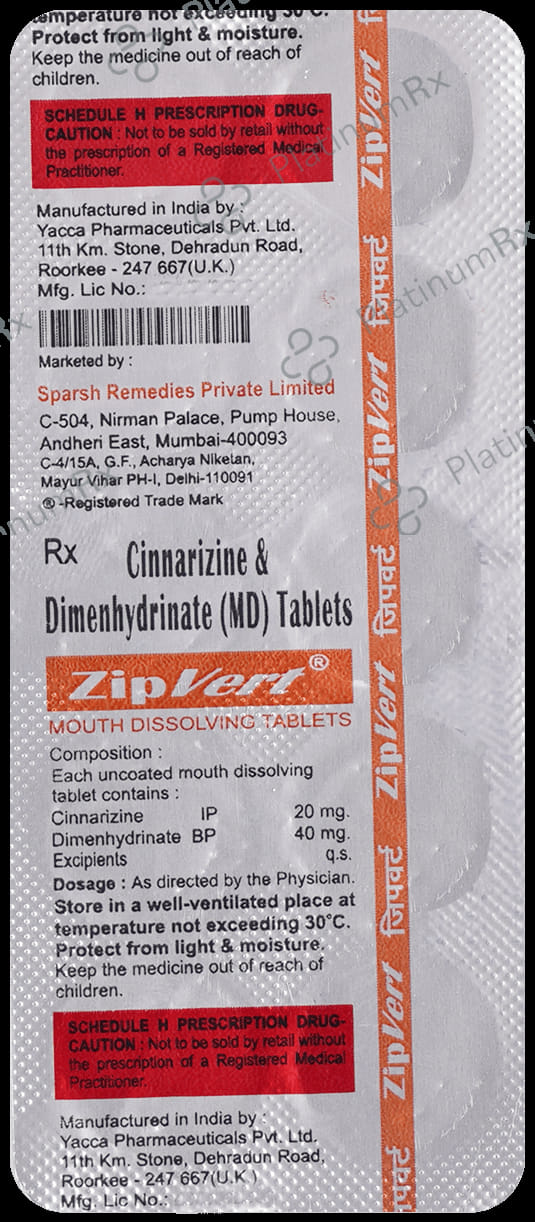 temperature not exceeding 30°C.
Protect from light & moisture.
Keep the medicine out of reach of
children.
SCHEDULE H PRESCRIPTION DRUG-
CAUTION : Not to be sold by retail without
the prescription of a Registered Medical
Practitioner.
Manufactured in India by :
Yacca Pharmaceuticals Pvt. Ltd.
11th Km. Stone, Dehradun Road,
Roorkee - 247 667(U.K.)
Mfg. Lic No.:
Marketed by :
Sparsh Remedies Private Limited
C-504, Nirman Palace, Pump House,
Andheri East, Mumbai-400093
C-4/15A, G.F., Acharya Niketan,
Mayur Vihar PH-I, Delhi-110091
® -Registered Trade Mark
Rx Cinnarizine &
Dimenhydrinate (MD) Tablets
ZipVert®
MOUTH DISSOLVING TABLETS
Composition :
Each uncoated mouth dissolving
tablet contains :
Cinnarizine IP 20 mg.
Dimenhydrinate BP 40 mg.
Excipients q.s.
Dosage : As directed by the Physician.
Store in a well-ventilated place at
temperature not exceeding 30°C.
Protect from light & moisture.
Keep the medicine out of reach of
children.
SCHEDULE H PRESCRIPTION DRUG-
CAUTION : Not to be sold by retail without
the prescription of a Registered Medical
Practitioner.
Manufactured in India by :
Yacca Pharmaceuticals Pvt. Ltd.
11th Km. Stone, Dehradun Road,
Roorkee - 247 667(U.K.)
Mfg. Lic No.:
ZipVert
जिपवर्ट
ZipVert
जिपवर्ट
ZipVert
जिपवर्ट
ZipVert
PlatinumRx
PlatinumRx